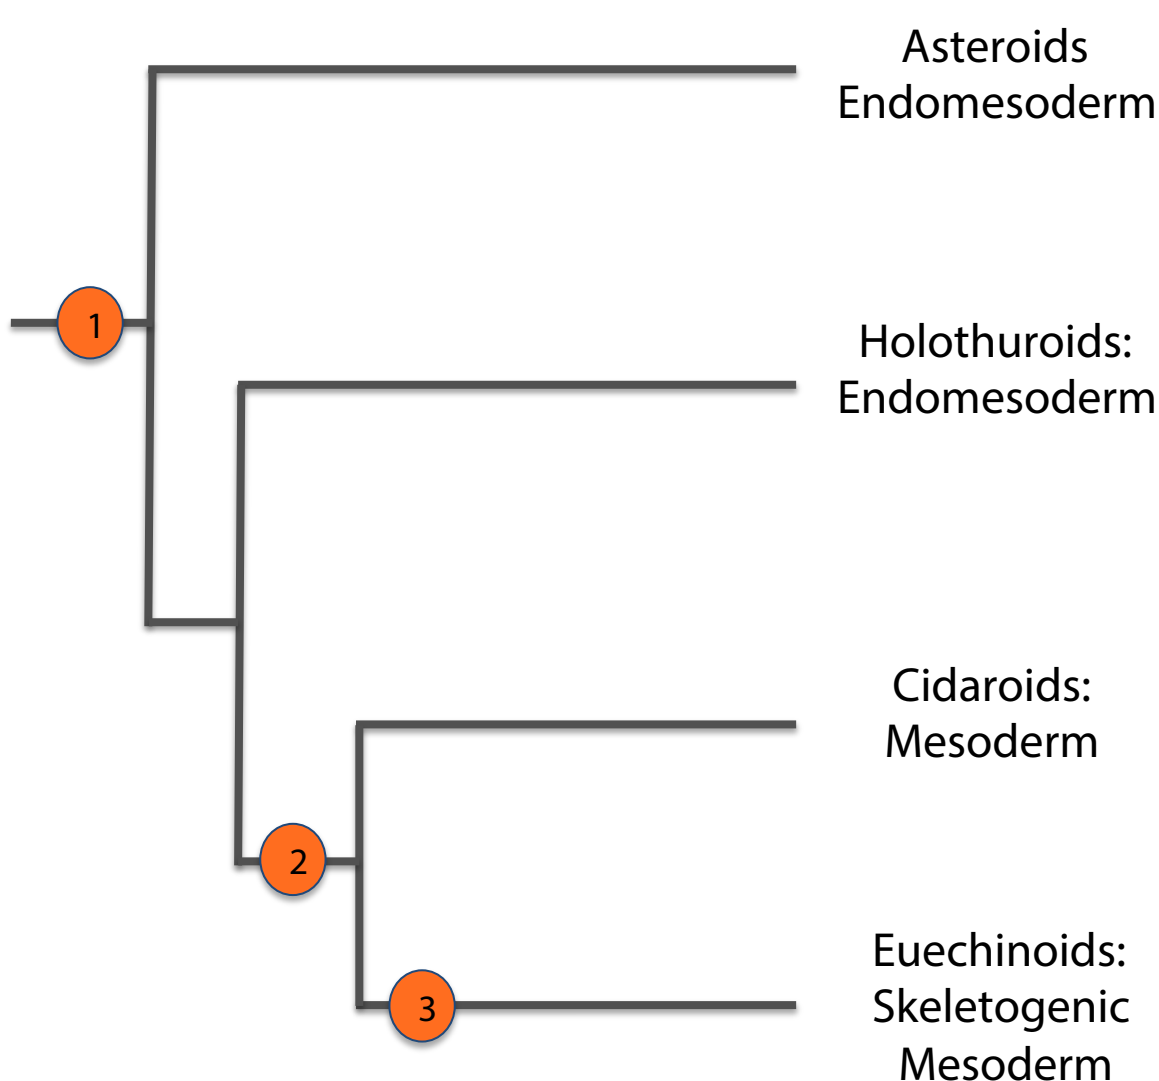 Asteroids
Endomesoderm
1
Holothuroids:
Endomesoderm
Cidaroids:
Mesoderm
2
Euechinoids:
Skeletogenic
Mesoderm
3